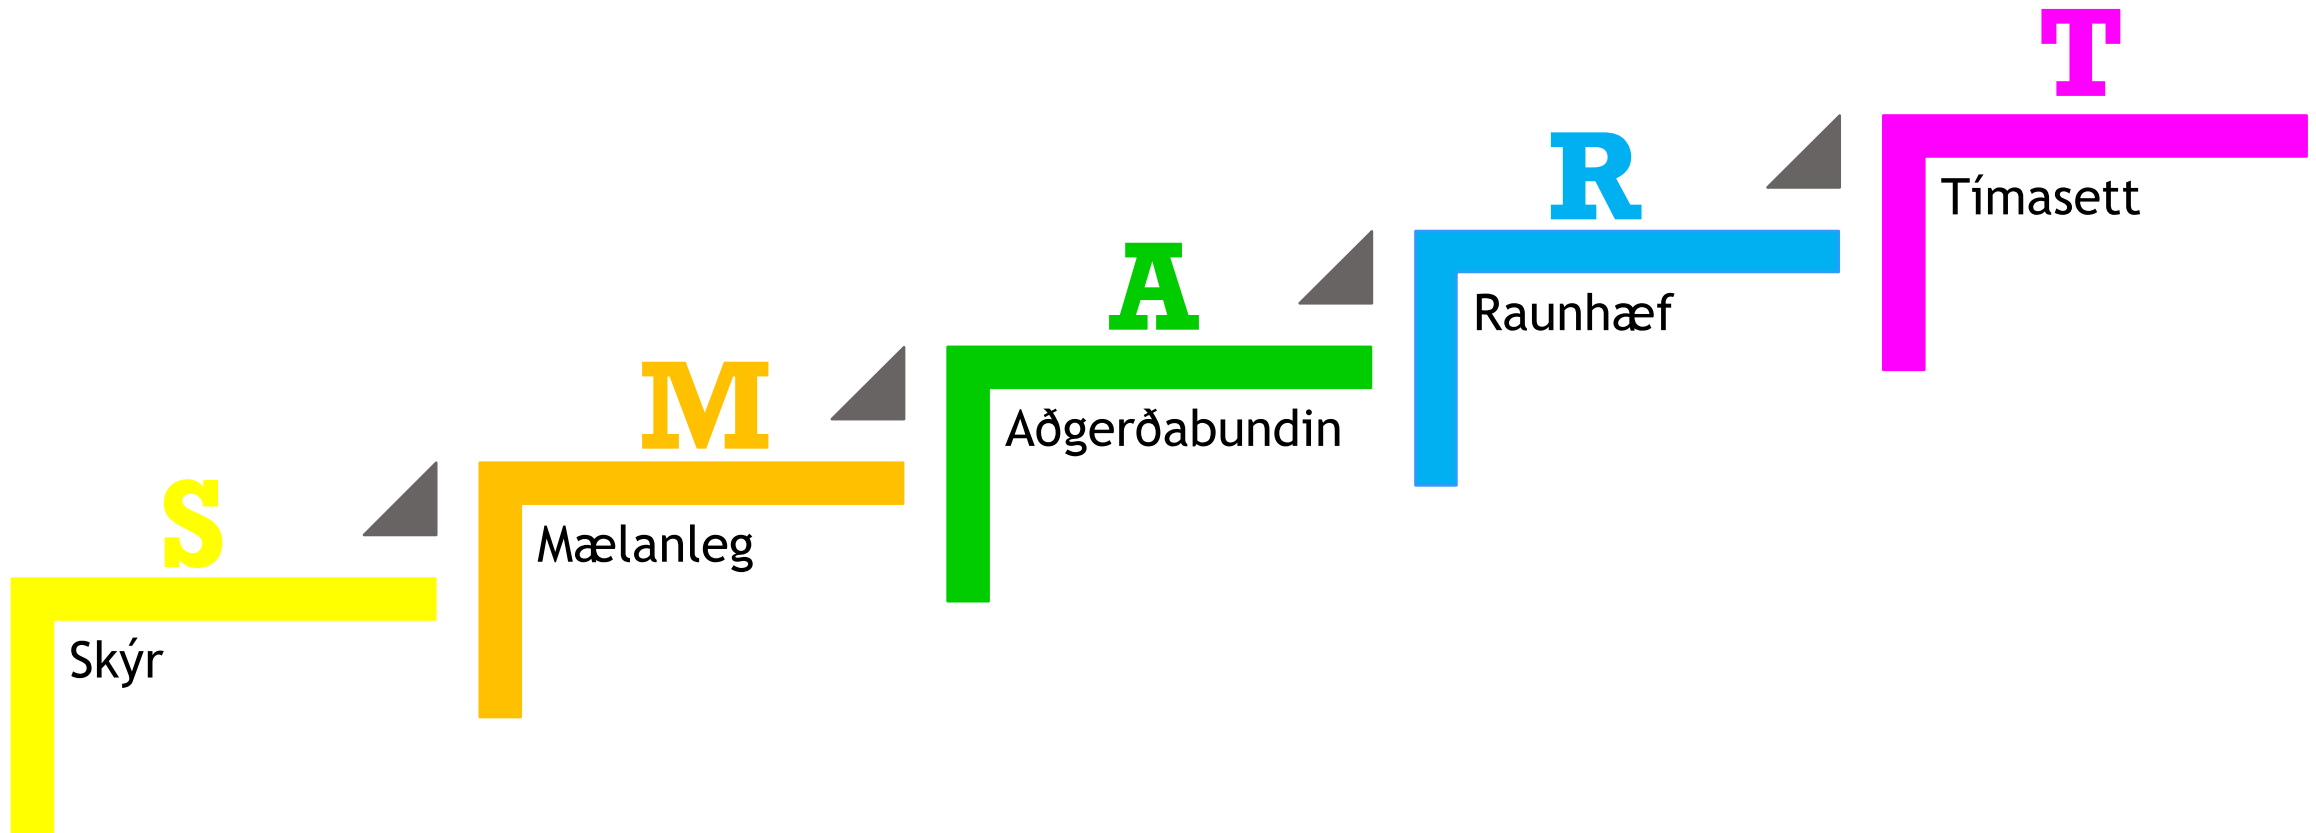 S
Skýr
M
Mælanleg
A
Aðgerðabundin
R
Raunhæf
T
Tímasett